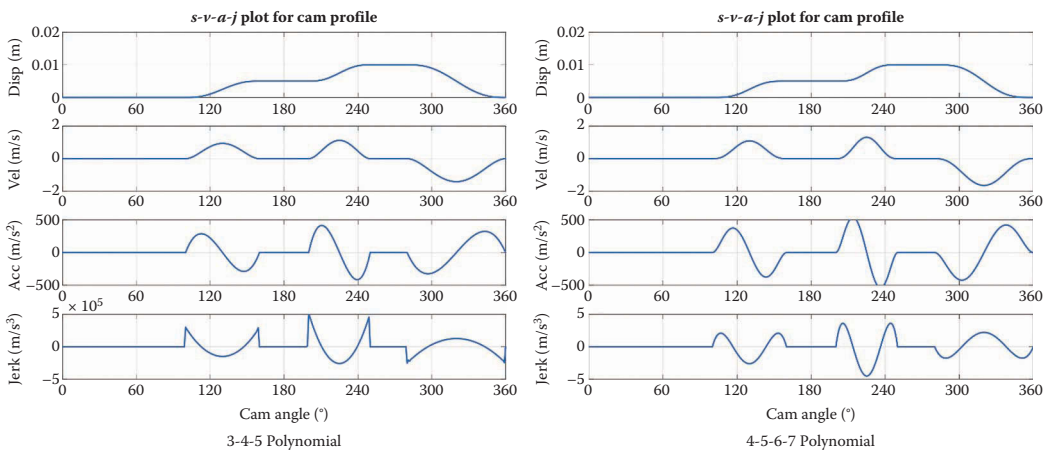 s-v-a-j plot for cam profile
Disp (m)
0.02
0.01
0
0 60 120 180 240 300 360
Vel (m/s)
2
0
−2
0 60 120 180 240 300 360
Acc (m/s²)
500
0
−500
0 60 120 180 240 300 360
× 10⁵
Jerk (m/s³)
5
0
−5
0 60 120 180 240 300 360
Cam angle (°)
3-4-5 Polynomial
s-v-a-j plot for cam profile
Disp (m)
0.02
0.01
0
0 60 120 180 240 300 360
Vel (m/s)
2
0
−2
0 60 120 180 240 300 360
Acc (m/s²)
500
0
−500
0 60 120 180 240 300 360
Jerk (m/s³)
5
0
−5
0 60 120 180 240 300 360
Cam angle (°)
4-5-6-7 Polynomial